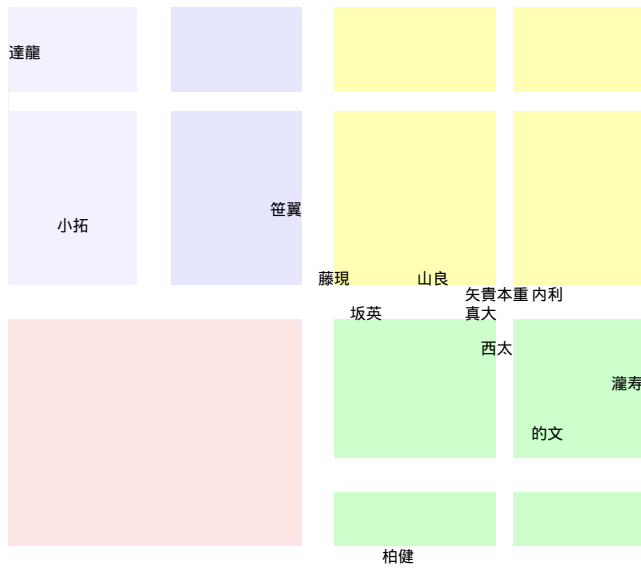 達龍
笹翼
小拓
藤現
山良
矢貴本重 内利
坂英
真大
西太
瀧寿
的文
柏健